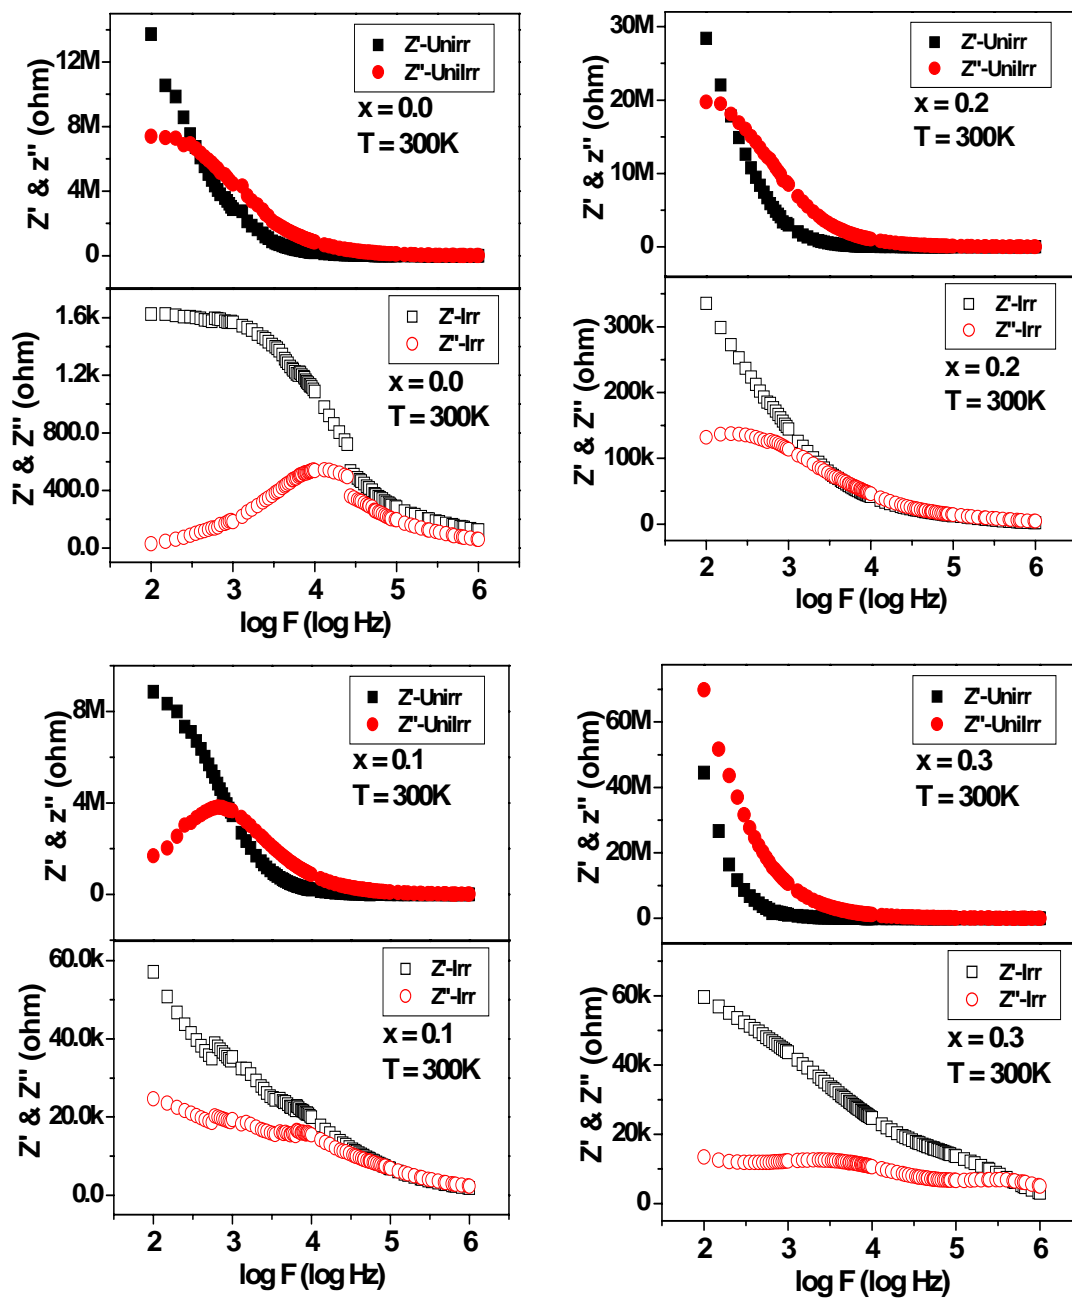 12M
8M
4M
0
Z' & z'' (ohm)
Z'-Unirr
Z''-UniIrr
x = 0.0
T = 300K
1.6k
1.2k
800.0
400.0
0.0
Z' & Z'' (ohm)
Z'-Irr
Z''-Irr
x = 0.0
T = 300K
2 3 4 5 6
log F (log Hz)
30M
20M
10M
0
Z' & z'' (ohm)
Z'-Unirr
Z''-UniIrr
x = 0.2
T = 300K
300k
200k
100k
0
Z' & Z'' (ohm)
Z'-Irr
Z''-Irr
x = 0.2
T = 300K
2 3 4 5 6
log F (log Hz)
8M
4M
0
Z' & z'' (ohm)
Z'-Unirr
Z''-UniIrr
x = 0.1
T = 300K
60.0k
40.0k
20.0k
0.0
Z' & Z'' (ohm)
Z'-Irr
Z''-Irr
x = 0.1
T = 300K
2 3 4 5 6
log F (log Hz)
60M
40M
20M
0
Z' & z'' (ohm)
Z'-Unirr
Z''-UniIrr
x = 0.3
T = 300K
60k
40k
20k
0
Z' & Z'' (ohm)
Z'-Irr
Z''-Irr
x = 0.3
T = 300K
2 3 4 5 6
log F (log Hz)